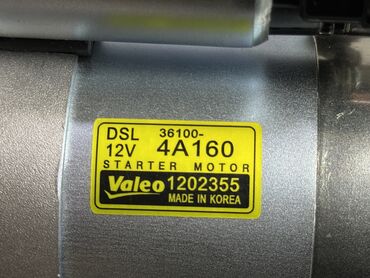 DSL 36100-
12V 4A160
STARTER MOTOR
Valeo 1202355
MADE IN KOREA